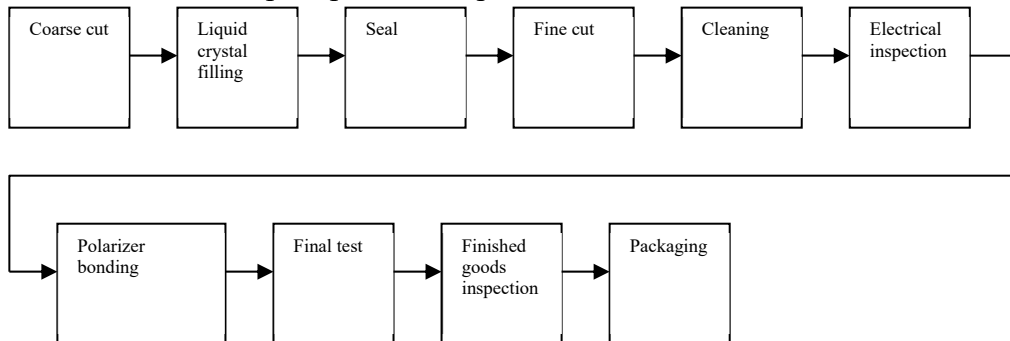 Coarse cut
Liquid
crystal
filling
Seal
Fine cut
Cleaning
Electrical
inspection
Polarizer
bonding
Final test
Finished
goods
inspection
Packaging